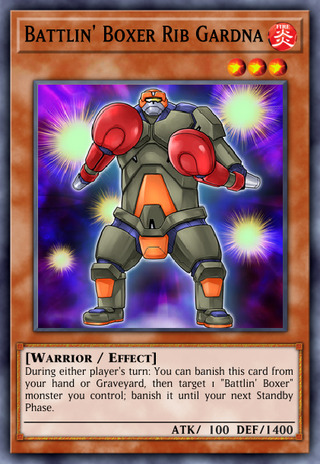 Battlin' Boxer Rib Gardna
FIRE
炎
[Warrior / Effect]
During either player's turn: You can banish this card from
your hand or Graveyard, then target 1 "Battlin' Boxer"
monster you control; banish it until your next Standby
Phase.
ATK/ 100 DEF/1400